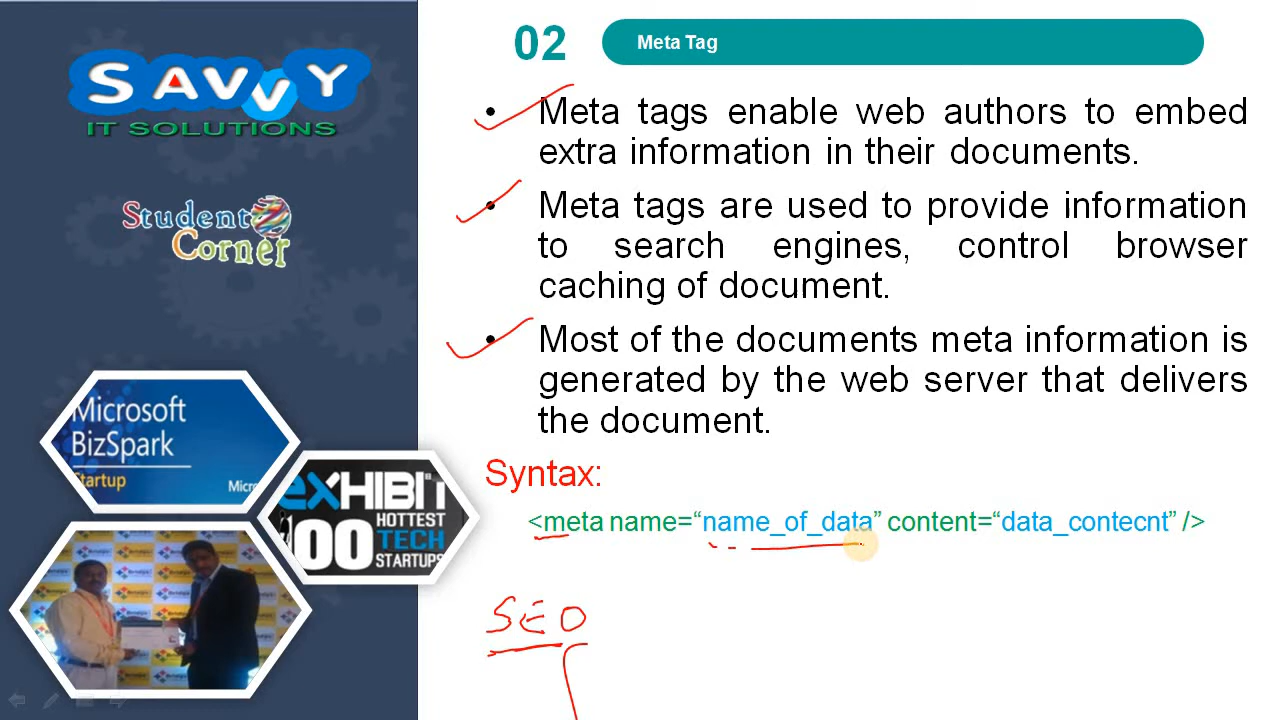 SAVVY
IT SOLUTIONS
Student
Corner
Microsoft
BizSpark
Startup
Micros
eXHIBIT
100
HOTTEST
TECH
STARTUPS
02
Meta Tag
• Meta tags enable web authors to embed
extra information in their documents.
• Meta tags are used to provide information
to search engines, control browser
caching of document.
• Most of the documents meta information is
generated by the web server that delivers
the document.
Syntax:
<meta name=“name_of_data” content=“data_contecnt” />
SEO